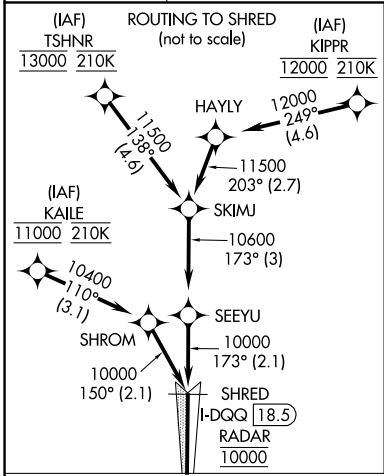 ROUTING TO SHRED
(not to scale)
(IAF)
TSHNR
13000 210K
(IAF)
KIPPR
12000 210K
HAYLY
12000
249°
(4.6)
11500
138°
(4.6)
11500
203° (2.7)
SKIMJ
(IAF)
KAILE
11000 210K
10600
173° (3)
10400
110°
(3.1)
SEEYU
SHROM
10000
173° (2.1)
10000
150° (2.1)
SHRED
I-DQQ 18.5
RADAR
10000